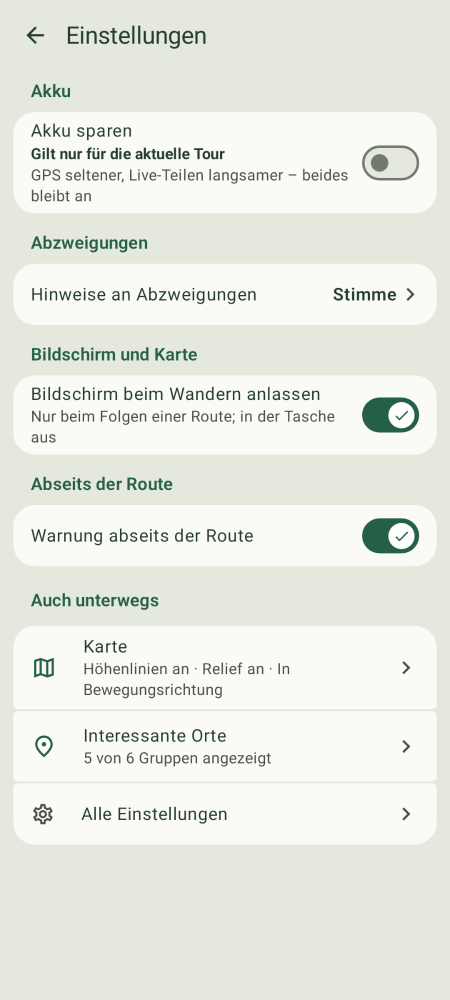 Einstellungen
Akku
Akku sparen
Gilt nur für die aktuelle Tour
GPS seltener, Live-Teilen langsamer – beides
bleibt an
Abzweigungen
Hinweise an Abzweigungen
Stimme
Bildschirm und Karte
Bildschirm beim Wandern anlassen
Nur beim Folgen einer Route; in der Tasche
aus
Abseits der Route
Warnung abseits der Route
Auch unterwegs
Karte
Höhenlinien an · Relief an · In
Bewegungsrichtung
Interessante Orte
5 von 6 Gruppen angezeigt
Alle Einstellungen